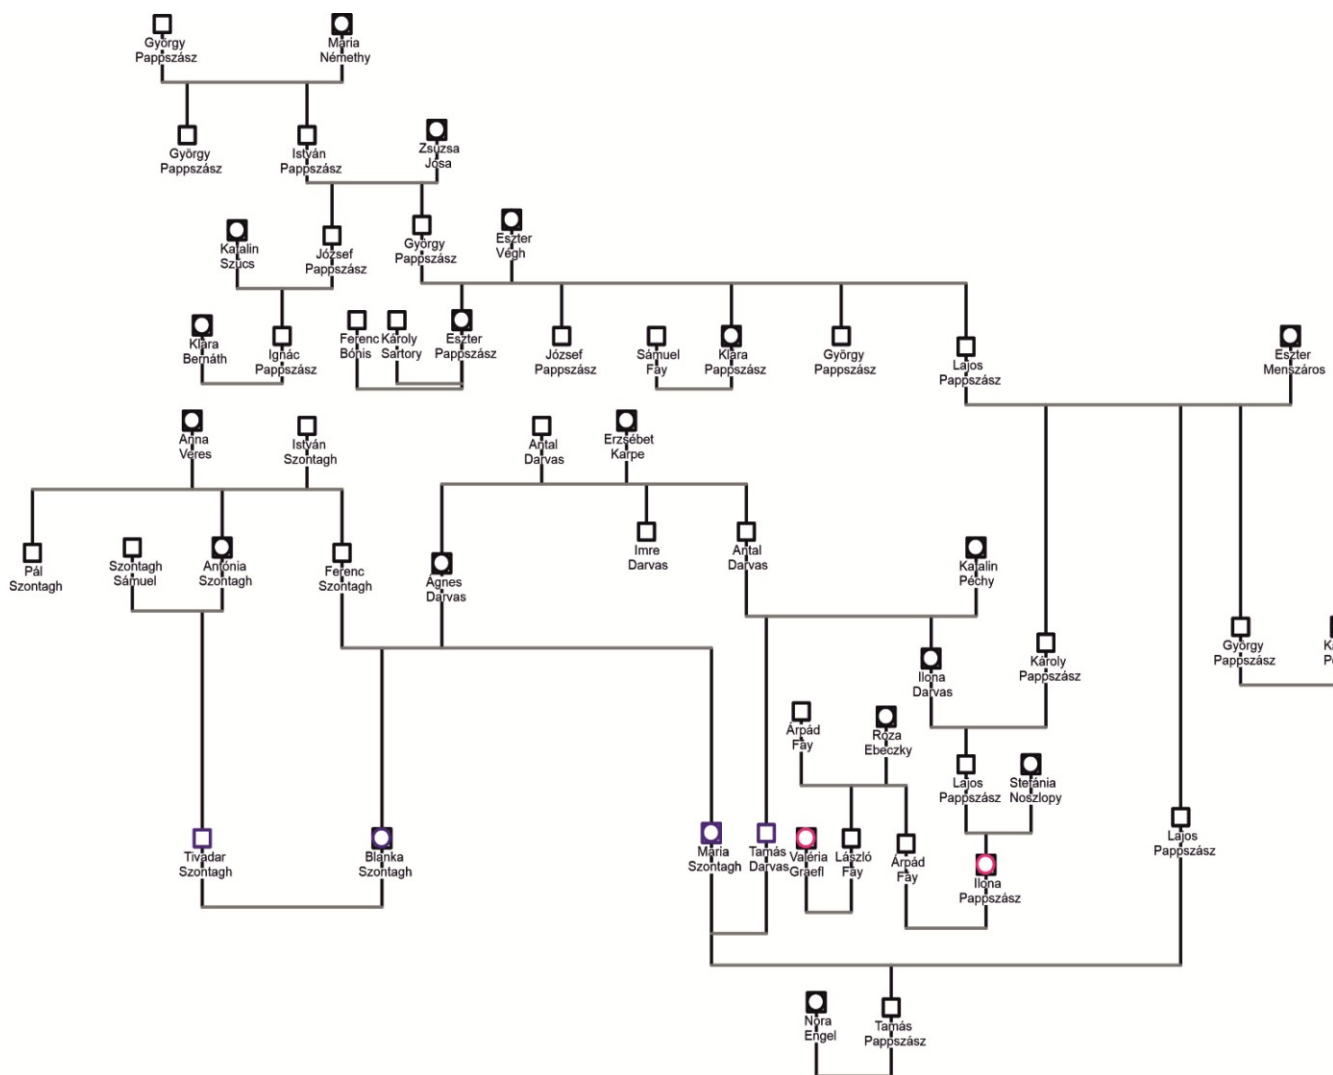 György
Pappszász
Mária
Némethy
György
Pappszász
István
Pappszász
Zsuzsa
Jósa
Katalin
Szűcs
József
Pappszász
György
Pappszász
Eszter
Végh
Klára
Bernáth
Ignác
Pappszász
Ferenc
Bónis
Károly
Sartory
Eszter
Pappszász
József
Pappszász
Sámuel
Fáy
Klára
Pappszász
György
Pappszász
Lajos
Pappszász
Eszter
Menszáros
Anna
Veres
István
Szontagh
Antal
Darvas
Erzsébet
Karpe
Pál
Szontagh
Szontagh
Sámuel
Antónia
Szontagh
Ferenc
Szontagh
Ágnes
Darvas
Imre
Darvas
Antal
Darvas
Katalin
Péchy
Ilona
Darvas
Károly
Pappszász
György
Pappszász
Árpád
Fáy
Róza
Ebeczky
Lajos
Pappszász
Stefánia
Noszlopy
Tivadar
Szontagh
Blanka
Szontagh
Mária
Szontagh
Tamás
Darvas
Valéria
Graefl
László
Fáy
Árpád
Fáy
Ilona
Pappszász
Lajos
Pappszász
Nóra
Engel
Tamás
Pappszász